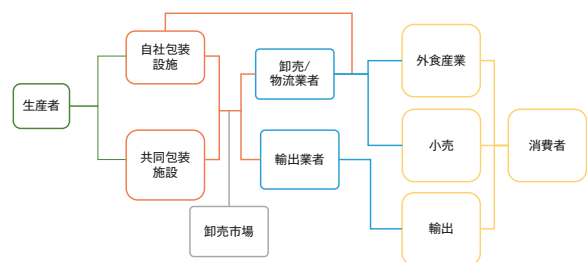 生産者
自社包装
設施
共同包装
施設
卸売市場
卸売/
物流業者
輸出業者
外食産業
小売
輸出
消費者